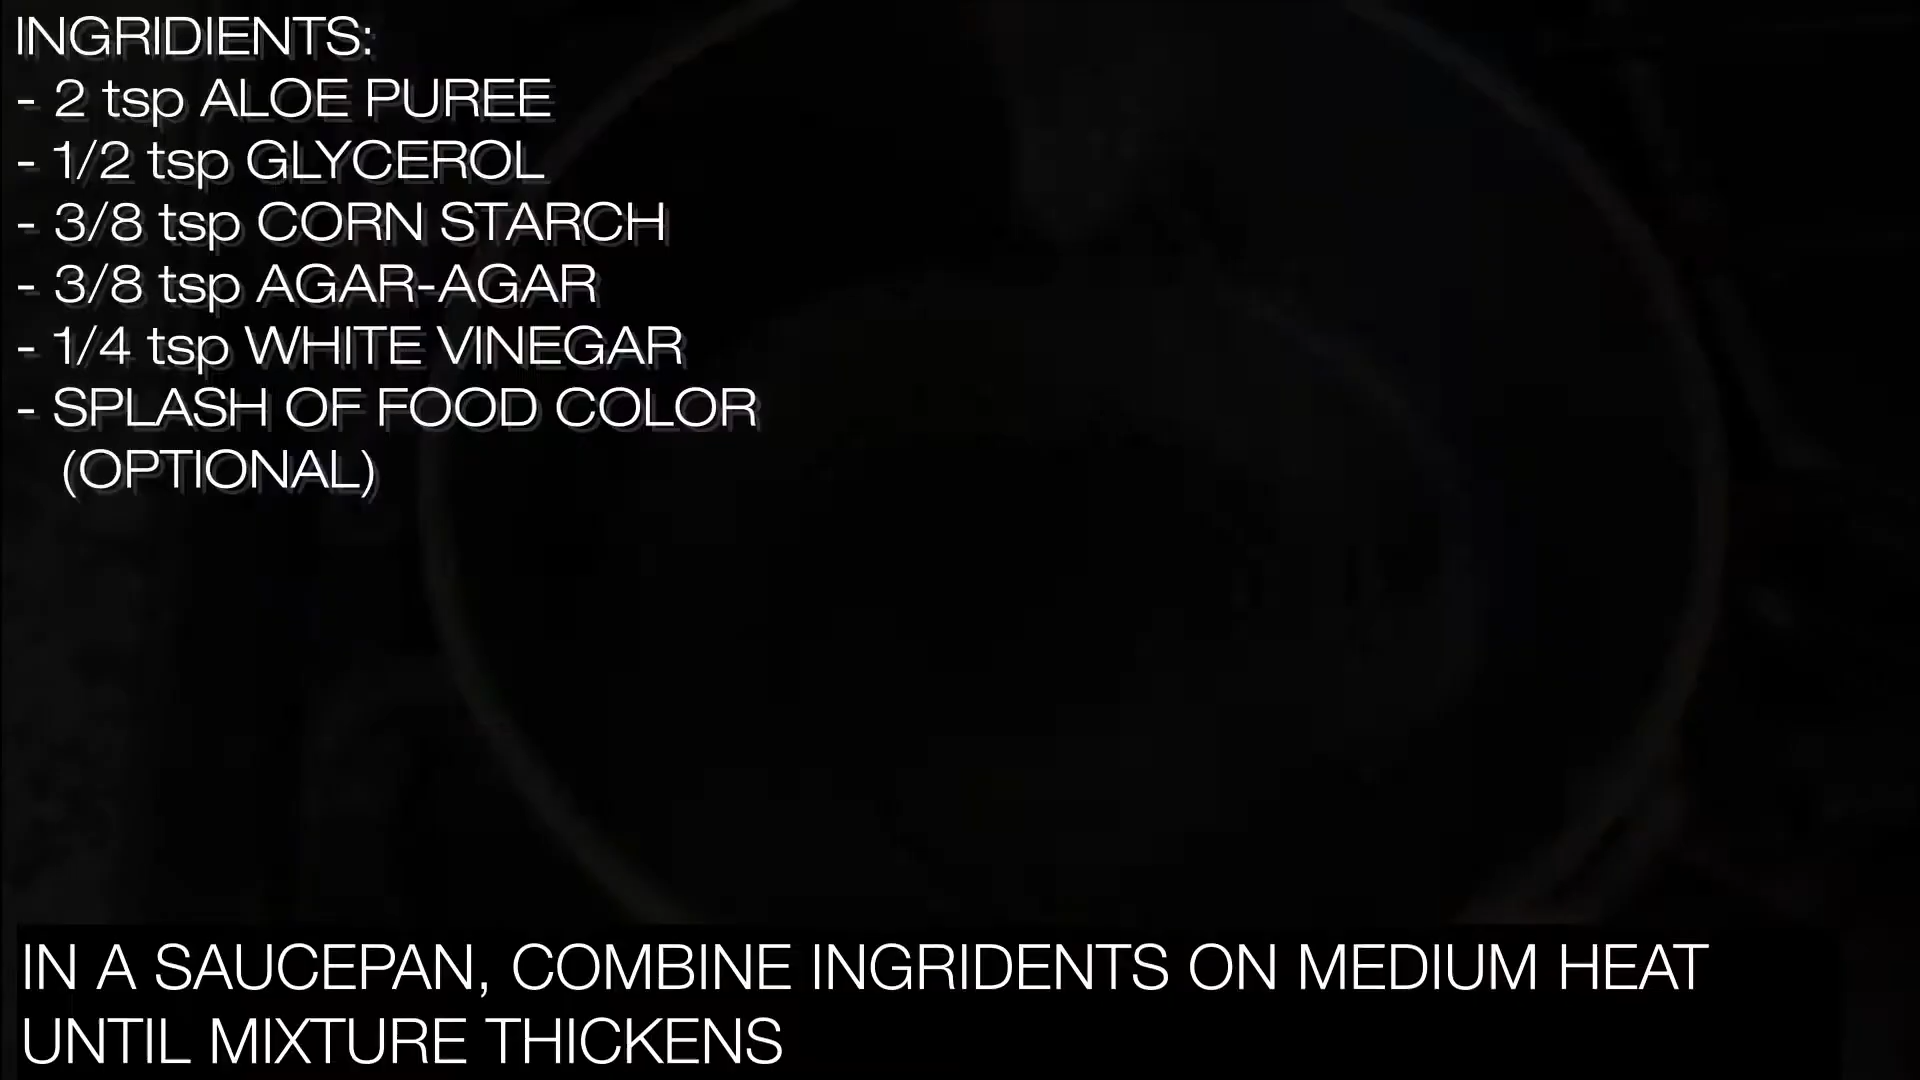 INGRIDIENTS:
- 2 tsp ALOE PUREE
- 1/2 tsp GLYCEROL
- 3/8 tsp CORN STARCH
- 3/8 tsp AGAR-AGAR
- 1/4 tsp WHITE VINEGAR
- SPLASH OF FOOD COLOR
(OPTIONAL)
IN A SAUCEPAN, COMBINE INGRIDENTS ON MEDIUM HEAT
UNTIL MIXTURE THICKENS